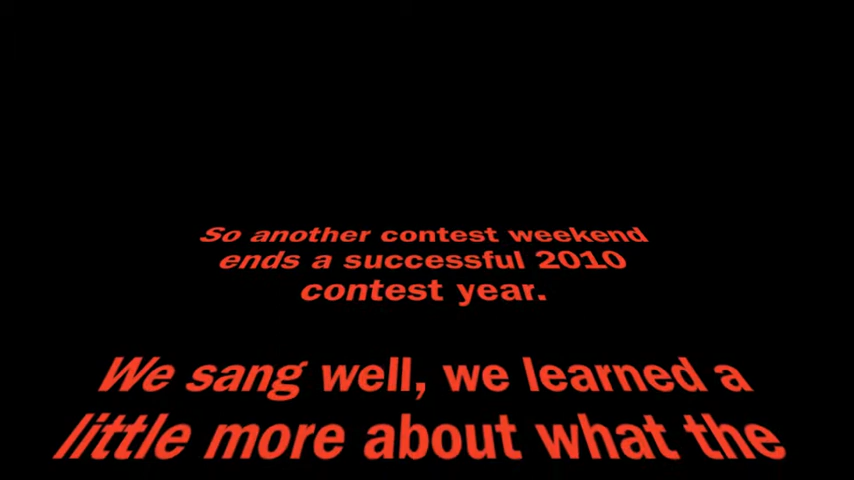 So another contest weekend
ends a successful 2010
contest year.
We sang well, we learned a
little more about what the